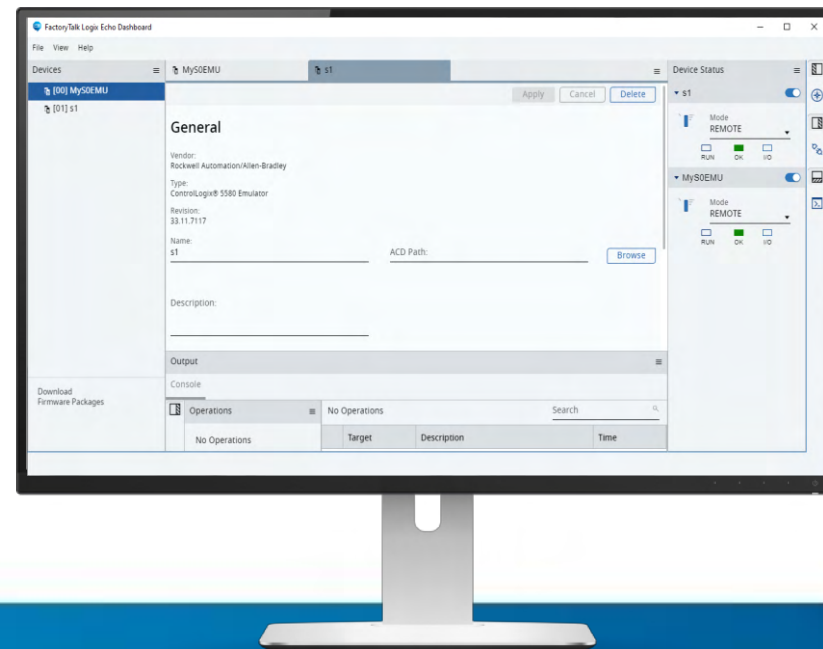 FactoryTalk Logix Echo Dashboard
File View Help
Devices
[00] MyS0EMU
[01] s1
Download
Firmware Packages
MyS0EMU
s1
Apply Cancel Delete
General
Vendor:
Rockwell Automation/Allen-Bradley
Type:
ControlLogix® 5580 Emulator
Revision:
33.11.7117
Name:
s1
ACD Path:
Browse
Description:
Output
Console
Operations
No Operations
No Operations
Search
Target Description Time
Device Status
s1
Mode
REMOTE
RUN OK I/O
MyS0EMU
Mode
REMOTE
RUN OK I/O